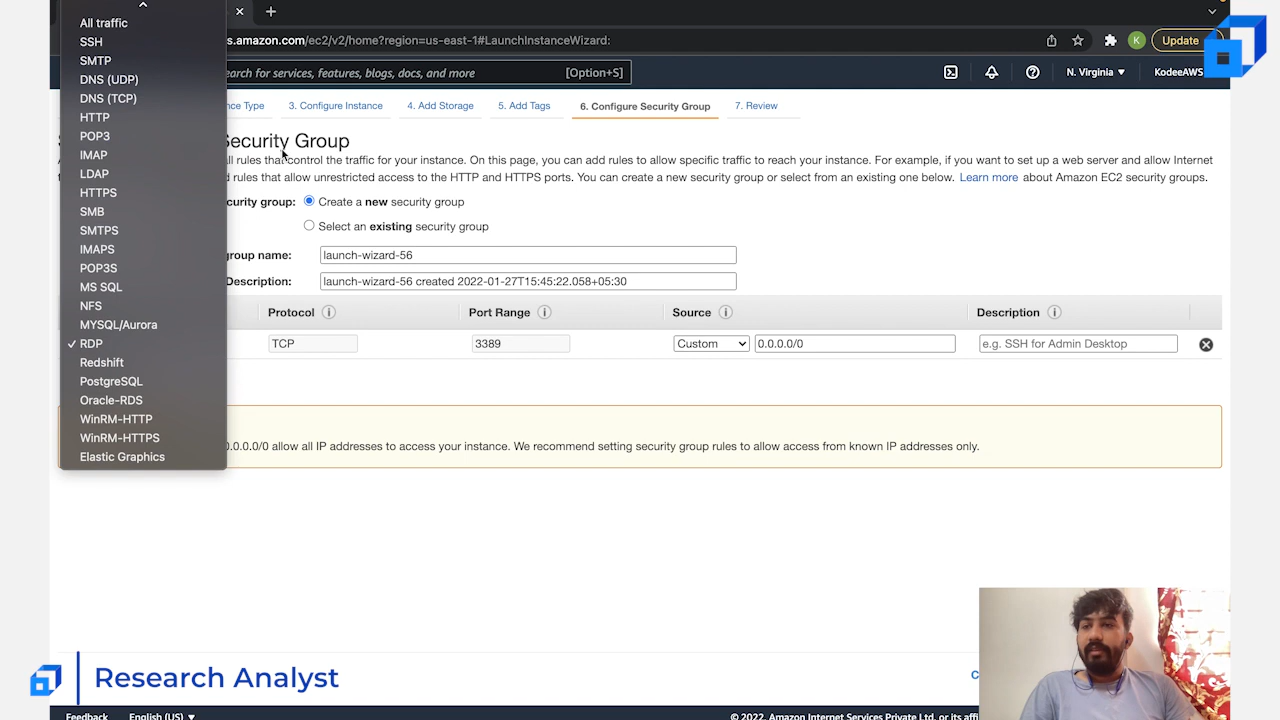 All traffic
SSH
SMTP
DNS (UDP)
DNS (TCP)
HTTP
POP3
IMAP
LDAP
HTTPS
SMB
SMTPS
IMAPS
POP3S
MS SQL
NFS
MYSQL/Aurora
✓ RDP
Redshift
PostgreSQL
Oracle-RDS
WinRM-HTTP
WinRM-HTTPS
Elastic Graphics
s.amazon.com/ec2/v2/home?region=us-east-1#LaunchInstanceWizard:
K
Update
earch for services, features, blogs, docs, and more [Option+S]
N. Virginia ▼ KodeeAWS
nce Type 3. Configure Instance 4. Add Storage 5. Add Tags 6. Configure Security Group 7. Review
Security Group
all rules that control the traffic for your instance. On this page, you can add rules to allow specific traffic to reach your instance. For example, if you want to set up a web server and allow Internet
d rules that allow unrestricted access to the HTTP and HTTPS ports. You can create a new security group or select from an existing one below. Learn more about Amazon EC2 security groups.
curity group: Create a new security group
Select an existing security group
group name: launch-wizard-56
Description: launch-wizard-56 created 2022-01-27T15:45:22.058+05:30
Protocol i Port Range i Source i Description i
TCP 3389 Custom 0.0.0.0/0 e.g. SSH for Admin Desktop
0.0.0.0/0 allow all IP addresses to access your instance. We recommend setting security group rules to allow access from known IP addresses only.
Research Analyst
C
Feedback English (US) ▼ © 2022, Amazon Internet Services Private Ltd. or its affi